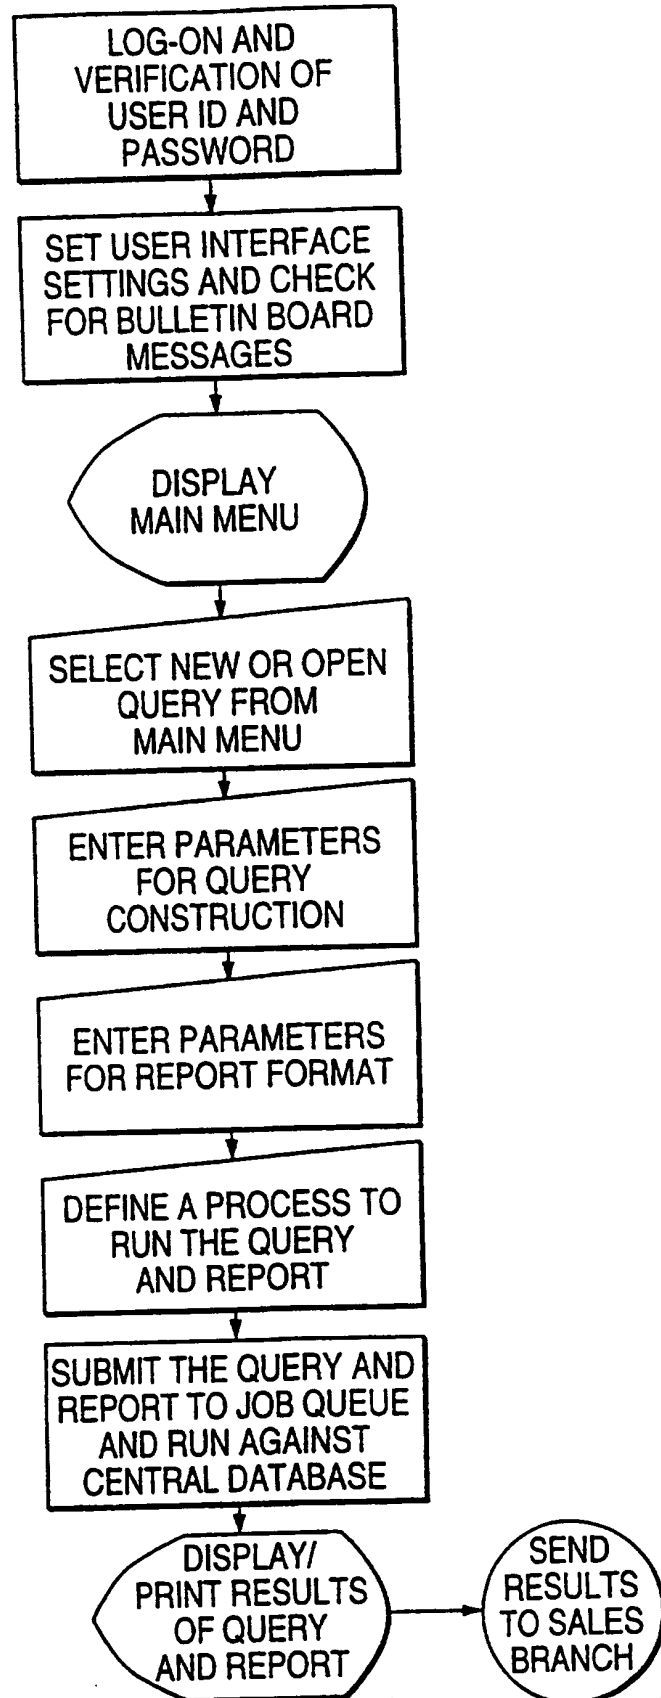 LOG-ON AND
VERIFICATION OF
USER ID AND
PASSWORD
SET USER INTERFACE
SETTINGS AND CHECK
FOR BULLETIN BOARD
MESSAGES
DISPLAY
MAIN MENU
SELECT NEW OR OPEN
QUERY FROM
MAIN MENU
ENTER PARAMETERS
FOR QUERY
CONSTRUCTION
ENTER PARAMETERS
FOR REPORT FORMAT
DEFINE A PROCESS TO
RUN THE QUERY
AND REPORT
SUBMIT THE QUERY AND
REPORT TO JOB QUEUE
AND RUN AGAINST
CENTRAL DATABASE
DISPLAY/
PRINT RESULTS
OF QUERY
AND REPORT
SEND
RESULTS
TO SALES
BRANCH